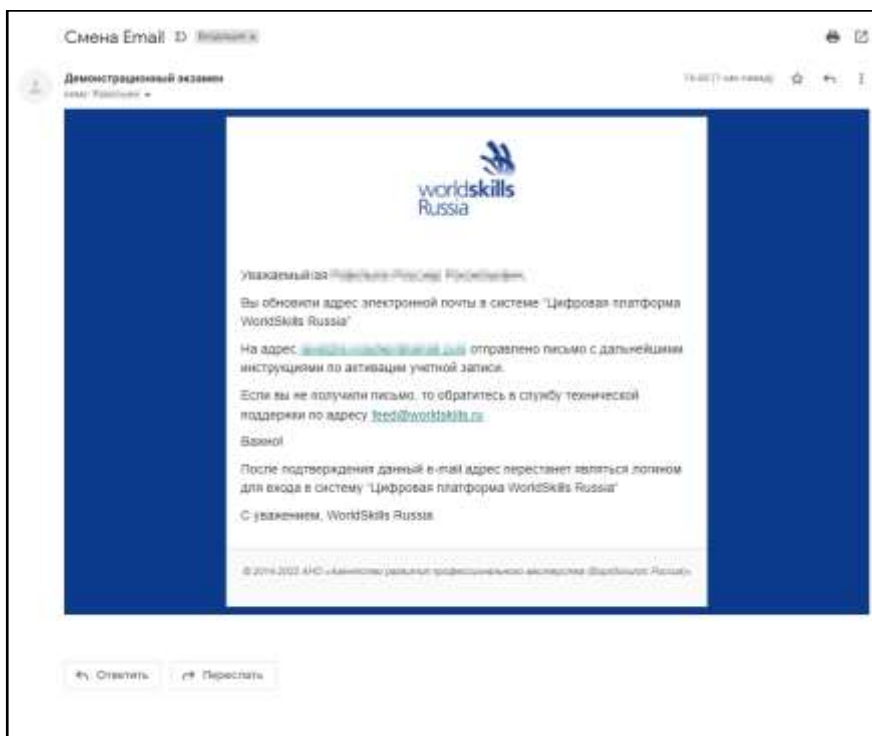 Смена Email
Демонстрационный экзамен
worldskills
Russia
Уважаемый/ая
Вы обновили адрес электронной почты в системе "Цифровая платформа
WorldSkills Russia"
На адрес отправлено письмо с дальнейшими
инструкциями по активации учетной записи.
Если вы не получили письмо, то обратитесь в службу технической
поддержки по адресу feed@worldskills.ru
Важно!
После подтверждения данный e-mail адрес перестанет являться логином
для входа в систему "Цифровая платформа WorldSkills Russia"
С уважением, WorldSkills Russia
Ответить
Переслать